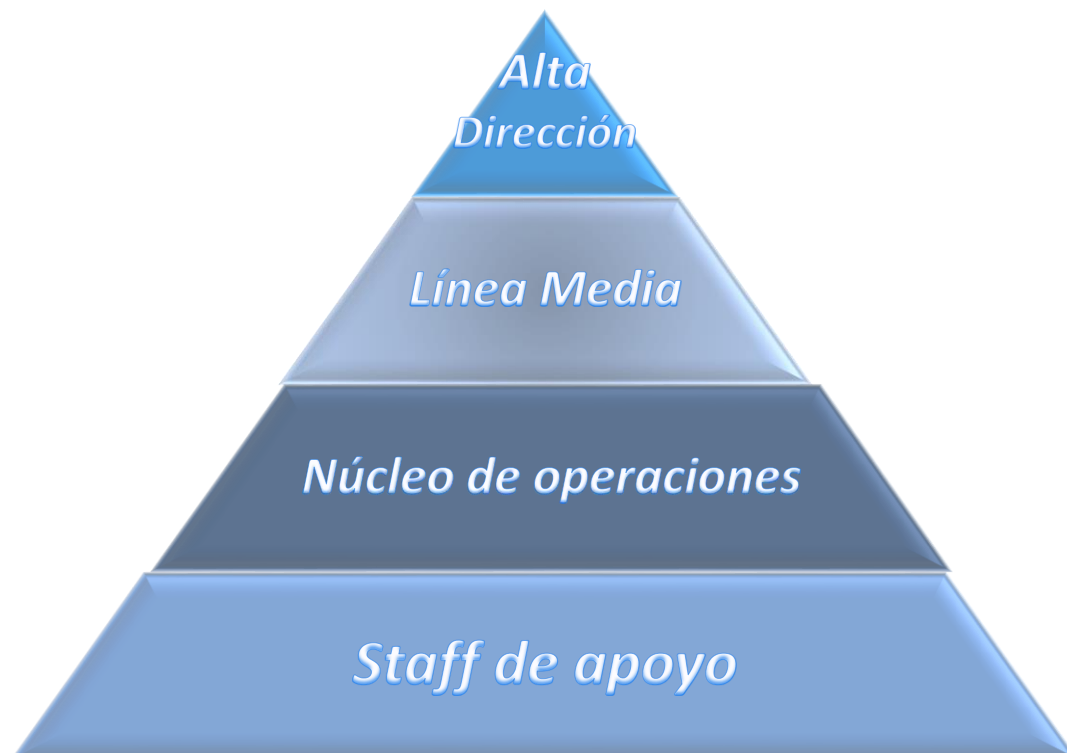 Alta
Dirección
Línea Media
Núcleo de operaciones
Staff de apoyo